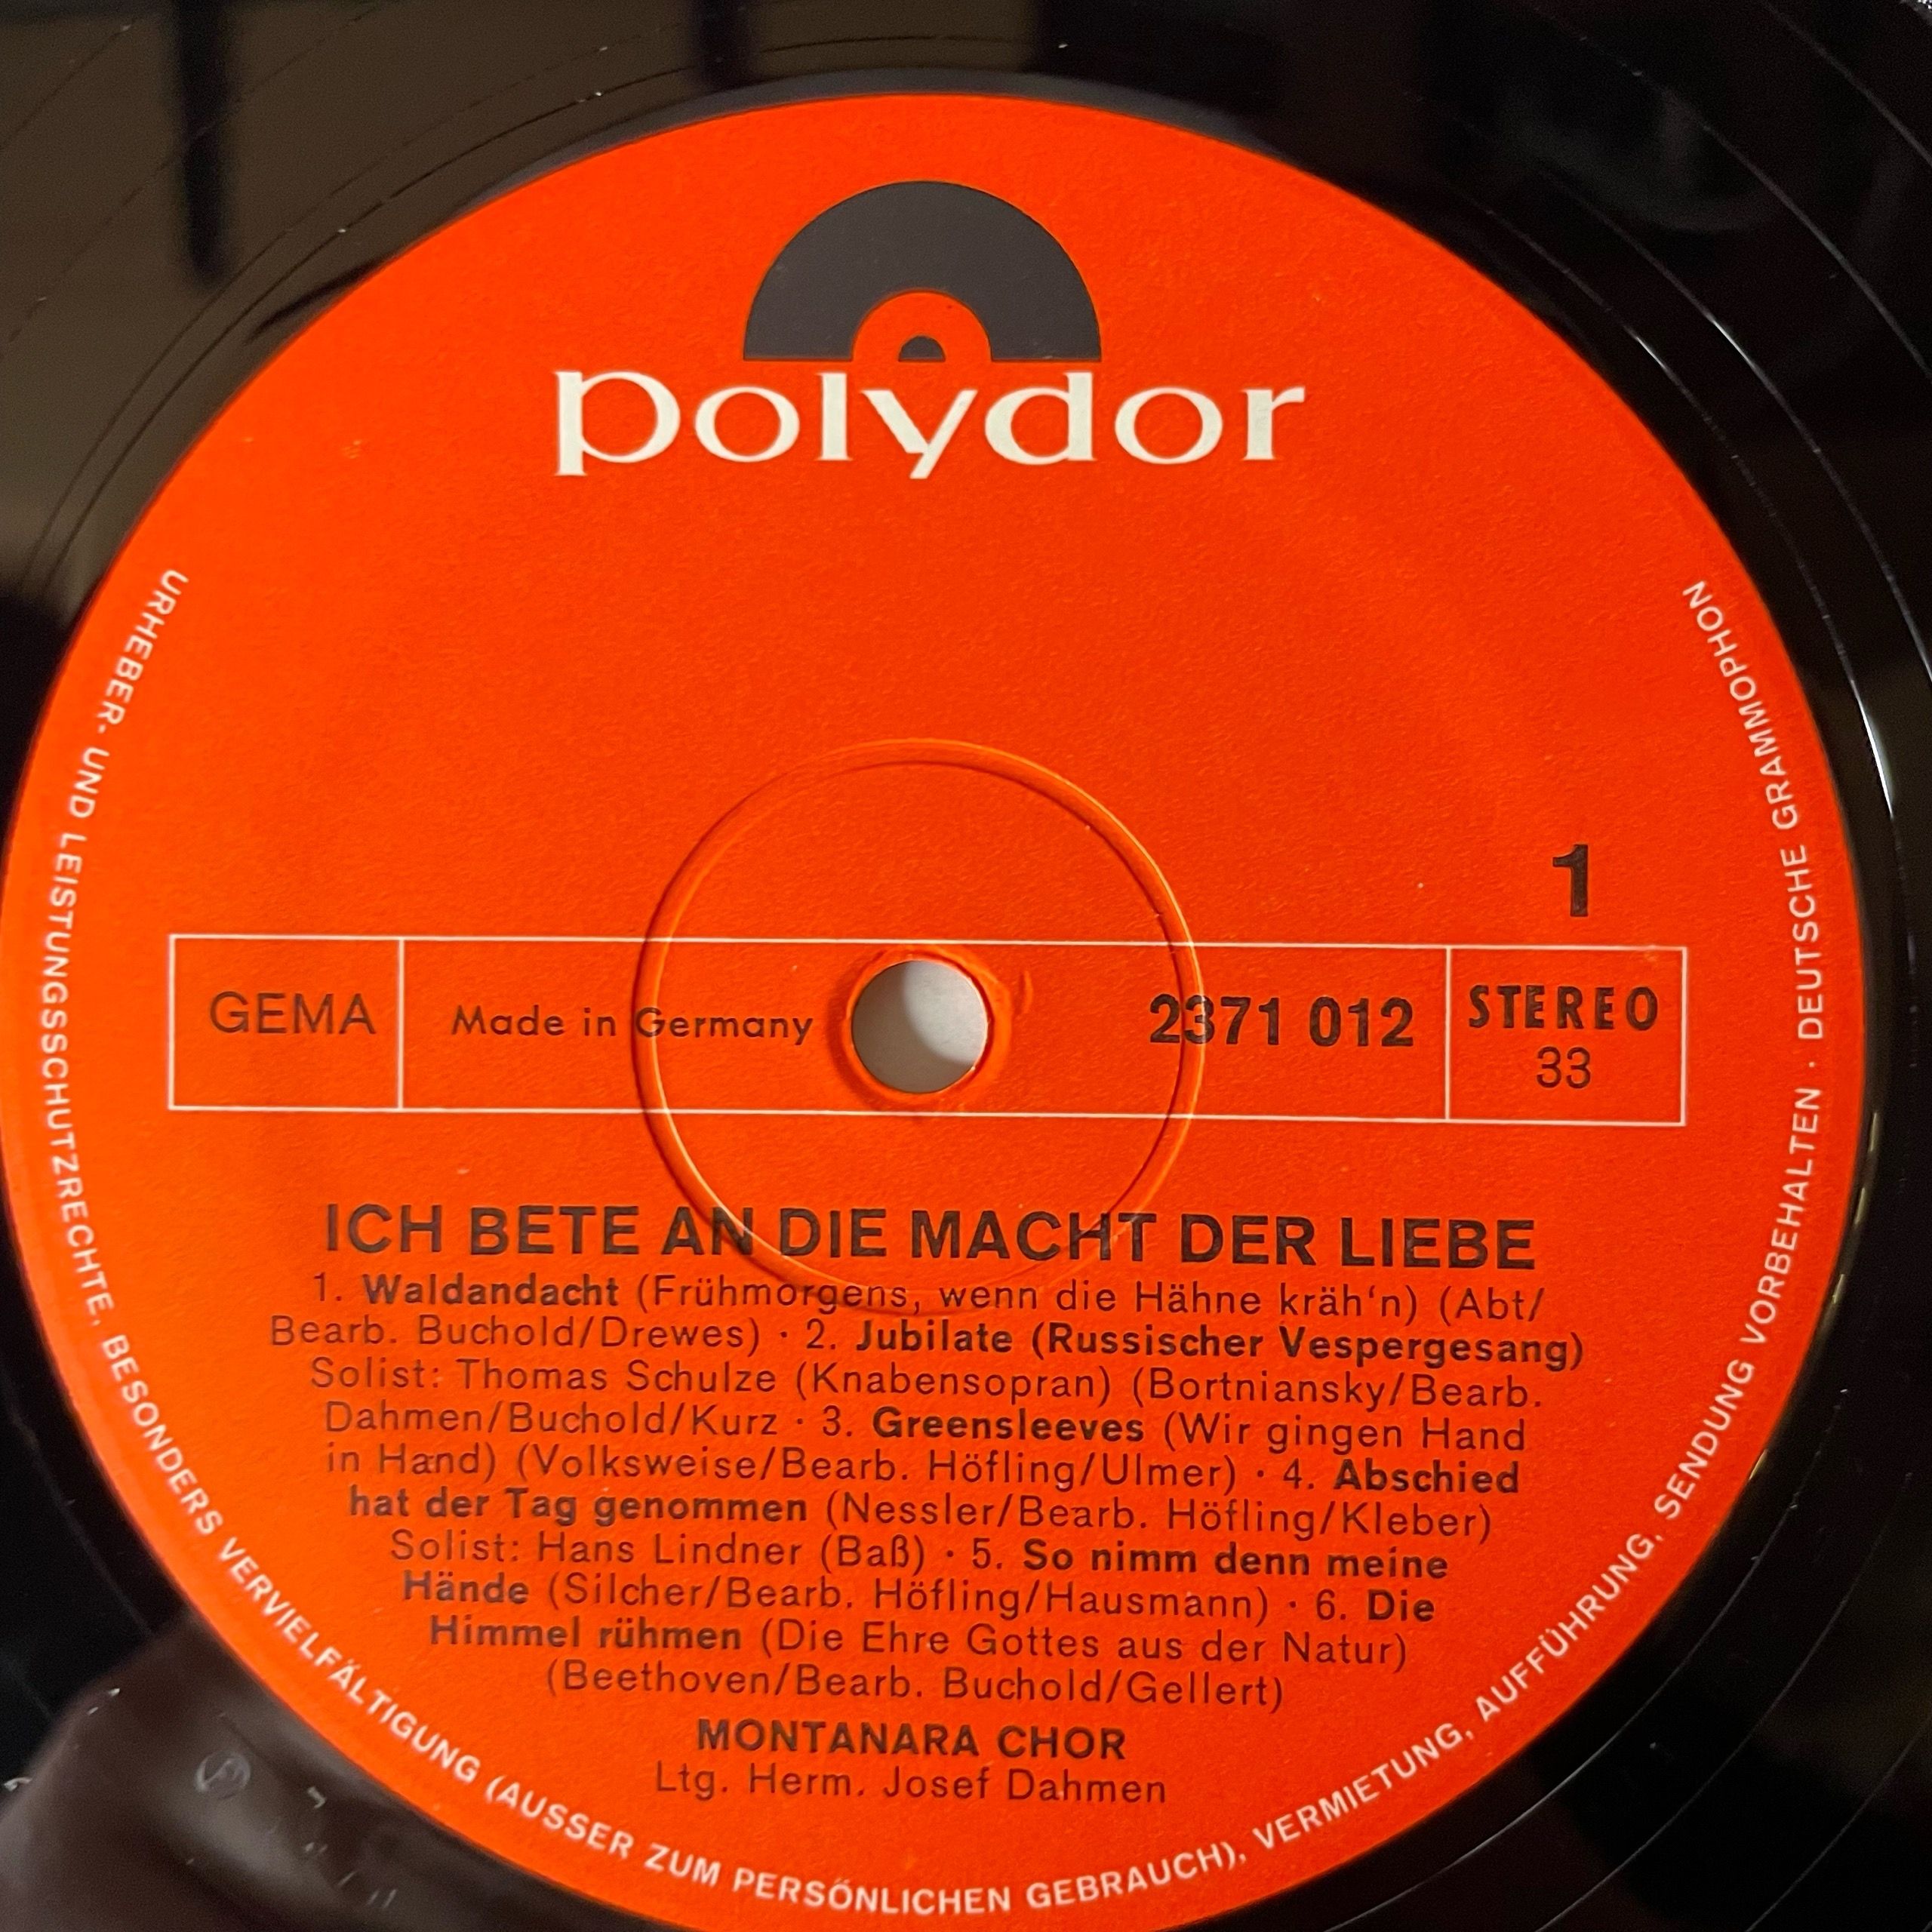 polydor
1
GEMA
Made in Germany
2371 012
STEREO
33
ICH BETE AN DIE MACHT DER LIEBE
1. Waldandacht (Frühmorgens, wenn die Hähne kräh‘n) (Abt/
Bearb. Buchold/Drewes) · 2. Jubilate (Russischer Vespergesang)
Solist: Thomas Schulze (Knabensopran) (Bortniansky/Bearb.
Dahmen/Buchold/Kurz · 3. Greensleeves (Wir gingen Hand
in Hand) (Volksweise/Bearb. Höfling/Ulmer) · 4. Abschied
hat der Tag genommen (Nessler/Bearb. Höfling/Kleber)
Solist: Hans Lindner (Baß) · 5. So nimm denn meine
Hände (Silcher/Bearb. Höfling/Hausmann) · 6. Die
Himmel rühmen (Die Ehre Gottes aus der Natur)
(Beethoven/Bearb. Buchold/Gellert)
MONTANARA CHOR
Ltg. Herm. Josef Dahmen
URHEBER- UND LEISTUNGSSCHUTZRECHTE, BESONDERS VERVIELFÄLTIGUNG (AUSSER ZUM PERSÖNLICHEN GEBRAUCH), VERMIETUNG, AUFFÜHRUNG, SENDUNG VORBEHALTEN · DEUTSCHE GRAMMOPHON